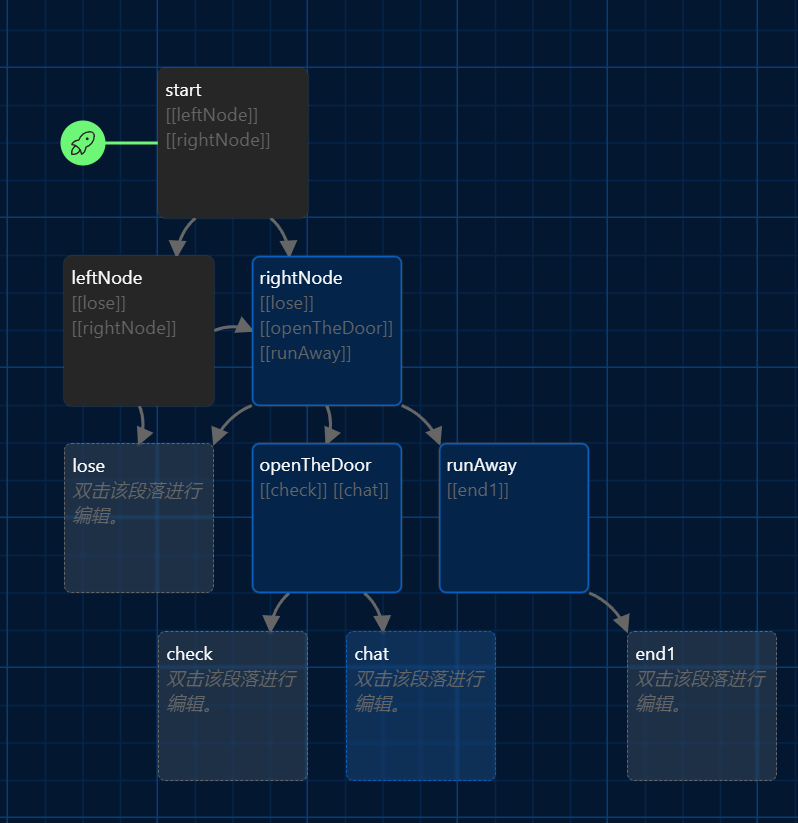 start
[[leftNode]]
[[rightNode]]
leftNode
[[lose]]
[[rightNode]]
rightNode
[[lose]]
[[openTheDoor]]
[[runAway]]
lose
双击该段落进行
编辑。
openTheDoor
[[check]] [[chat]]
runAway
[[end1]]
check
双击该段落进行
编辑。
chat
双击该段落进行
编辑。
end1
双击该段落进行
编辑。